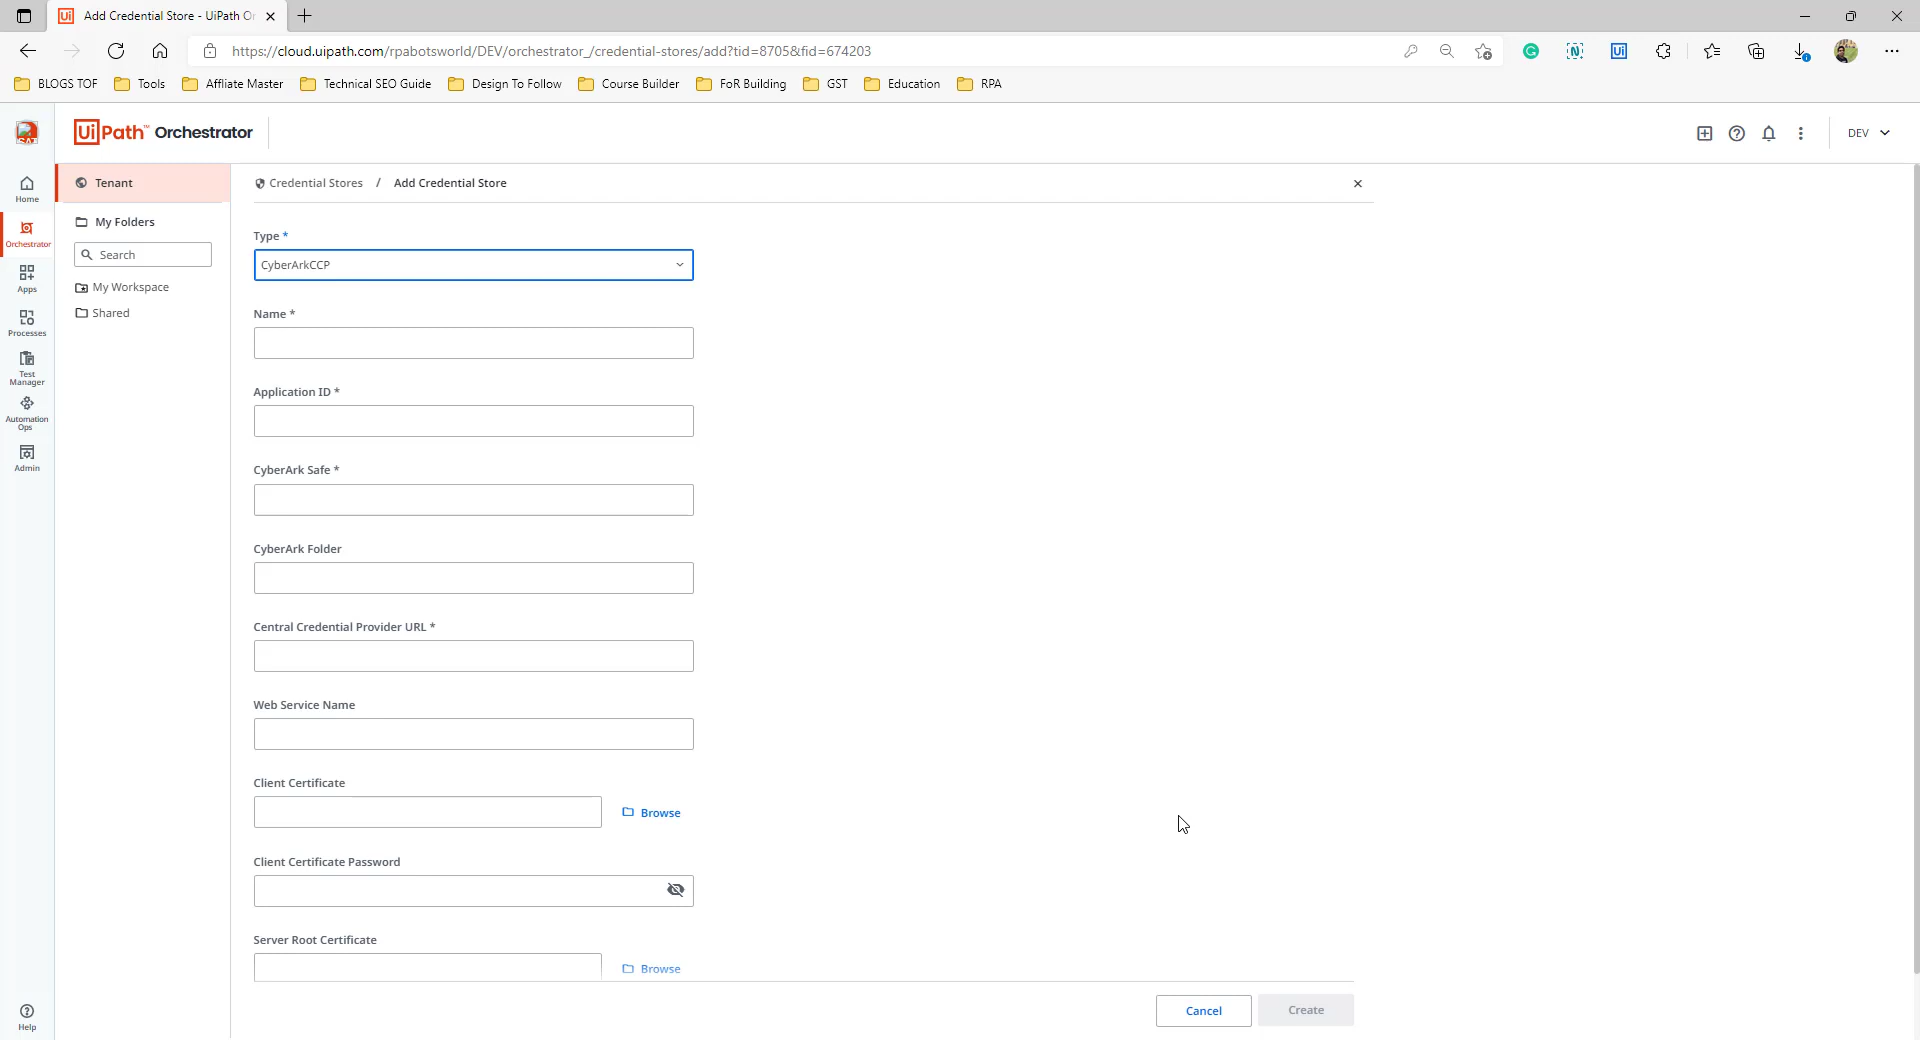 Add Credential Store - UiPath Or
https://cloud.uipath.com/rpabotsworld/DEV/orchestrator_/credential-stores/add?tid=8705&fid=674203
BLOGS TOF
Tools
Affliate Master
Technical SEO Guide
Design To Follow
Course Builder
FoR Building
GST
Education
RPA
UiPath™ Orchestrator
DEV
Home
Orchestrator
Apps
Processes
Test
Manager
Automation
Ops
Admin
Help
Tenant
My Folders
Search
My Workspace
Shared
Credential Stores / Add Credential Store
Type *
CyberArkCCP
Name *
Application ID *
CyberArk Safe *
CyberArk Folder
Central Credential Provider URL *
Web Service Name
Client Certificate
Browse
Client Certificate Password
Server Root Certificate
Browse
Cancel
Create